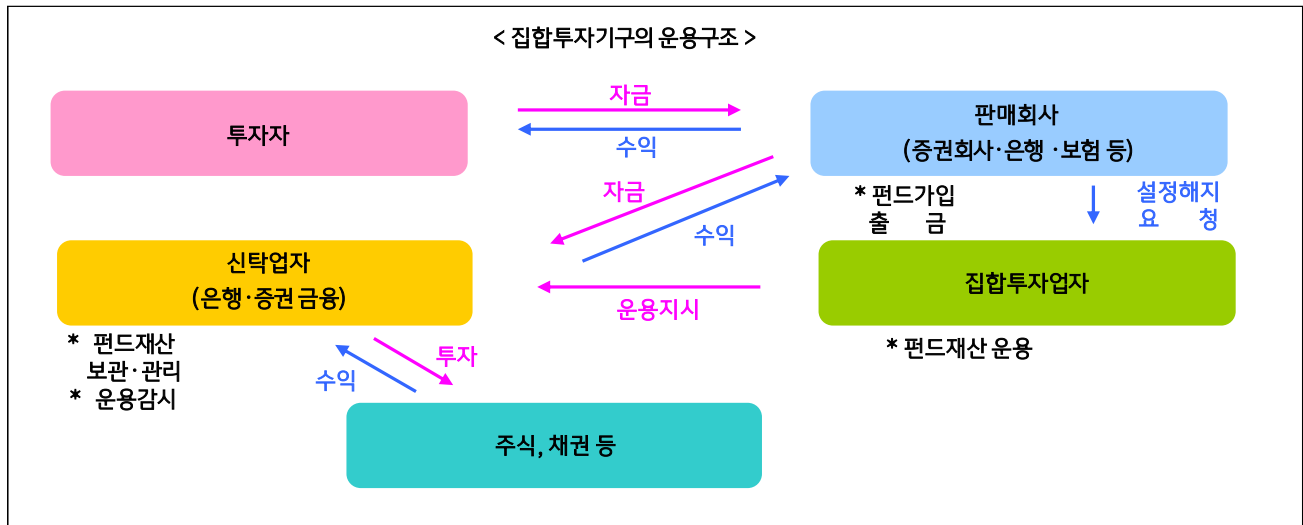 < 집합투자기구의 운용구조 >
자금
투자자
수익
판매회사
(증권회사·은행 ·보험 등)
자금
수익
* 펀드가입
출 금
설정해지
요 청
신탁업자
(은행·증권 금융)
운용지시
집합투자업자
* 펀드재산
보관·관리
* 운용감시
투자
수익
* 펀드재산 운용
주식, 채권 등